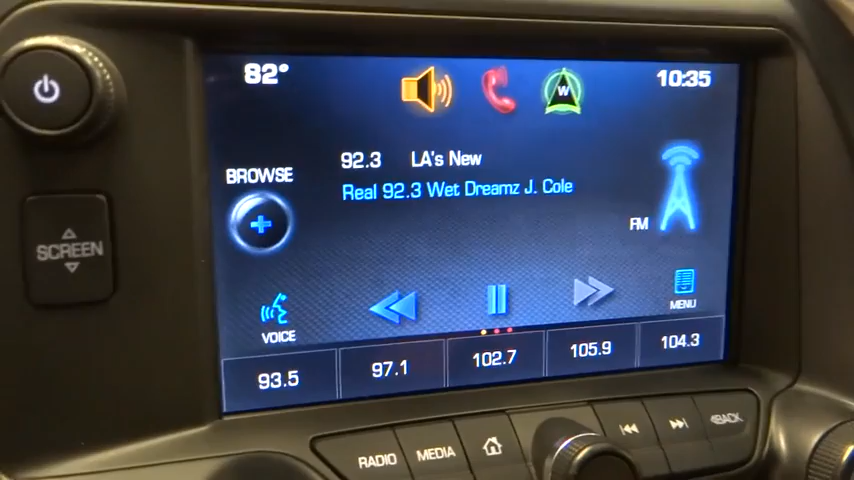 82°
10:35
W
92.3 LA's New
Real 92.3 Wet Dreamz J. Cole
BROWSE
FM
SCREEN
VOICE
MENU
93.5
97.1
102.7
105.9
104.3
RADIO
MEDIA
BACK